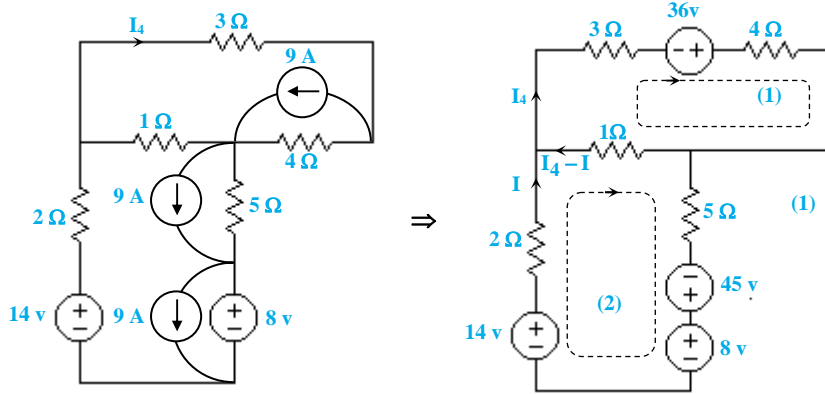 I₄
3 Ω
9 A
1 Ω
4 Ω
9 A
5 Ω
2 Ω
14 v
+
−
9 A
+
−
8 v
⇒
36v
3 Ω
− +
4 Ω
(1)
I₄
1Ω
I₄ – I
I
5 Ω
(1)
2 Ω
−
+
45 v
(2)
14 v
+
−
+
−
8 v